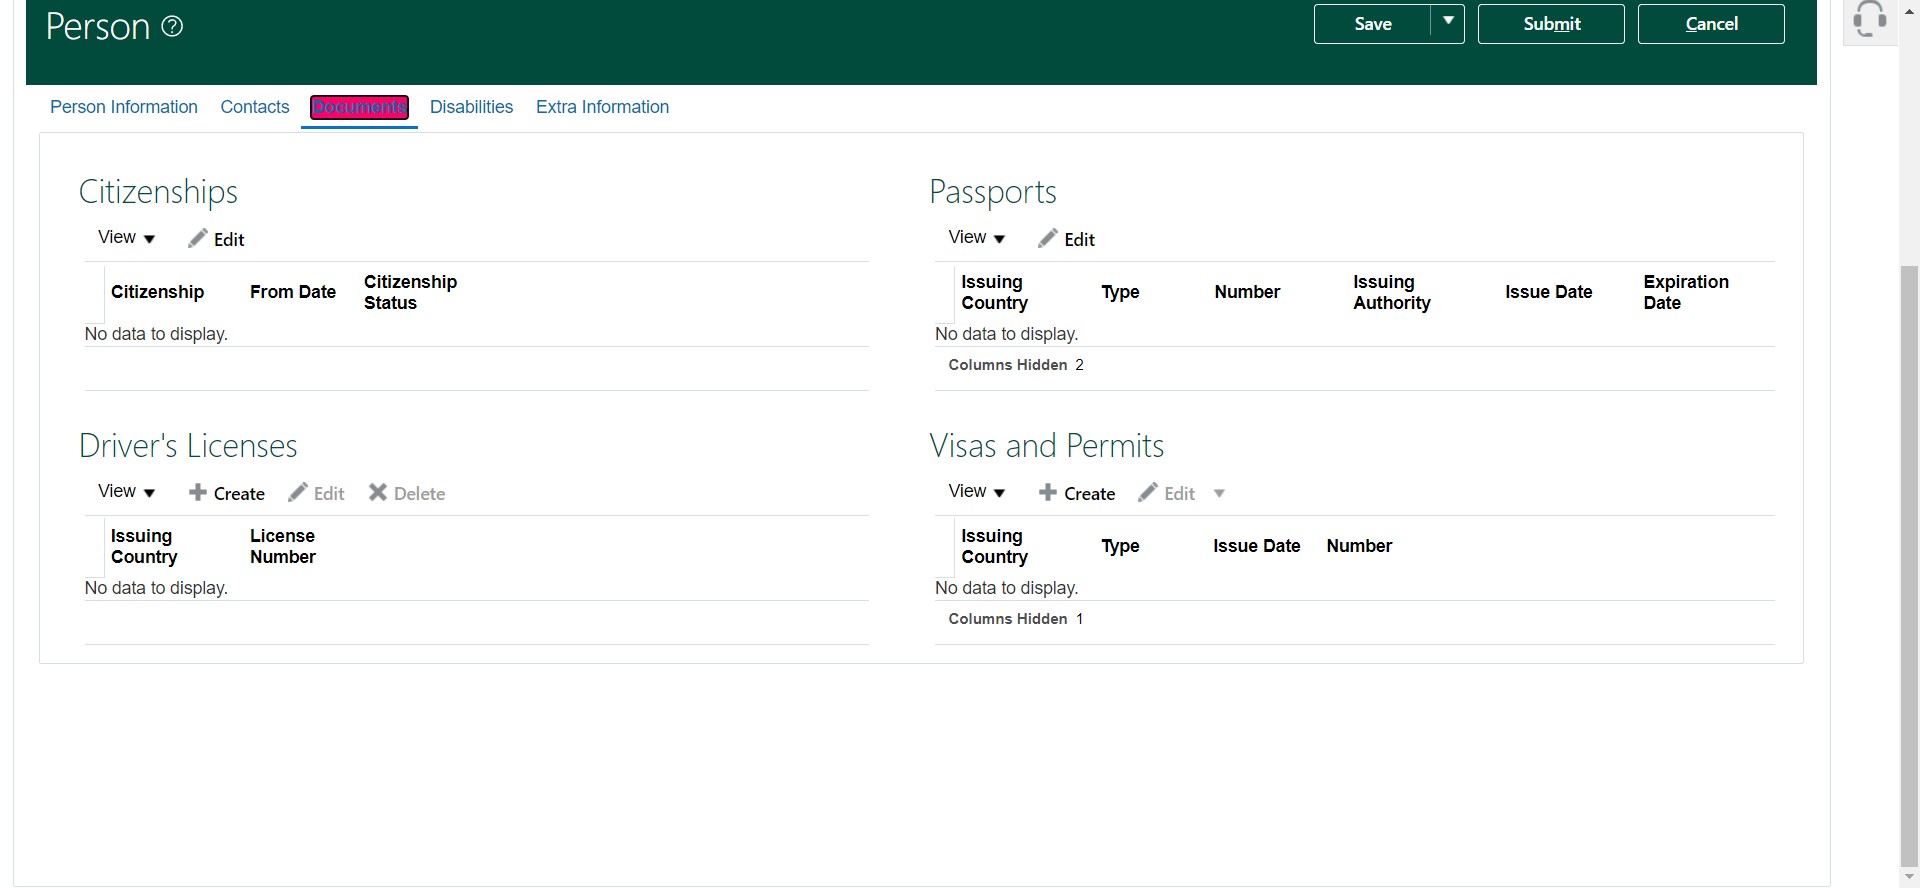 Person ?
Save Submit Cancel
Person Information Contacts Documents Disabilities Extra Information
Citizenships
View Edit
Citizenship From Date Citizenship Status
No data to display.
Passports
View Edit
Issuing Country Type Number Issuing Authority Issue Date Expiration Date
No data to display.
Columns Hidden 2
Driver's Licenses
View Create Edit Delete
Issuing Country License Number
No data to display.
Visas and Permits
View Create Edit
Issuing Country Type Issue Date Number
No data to display.
Columns Hidden 1